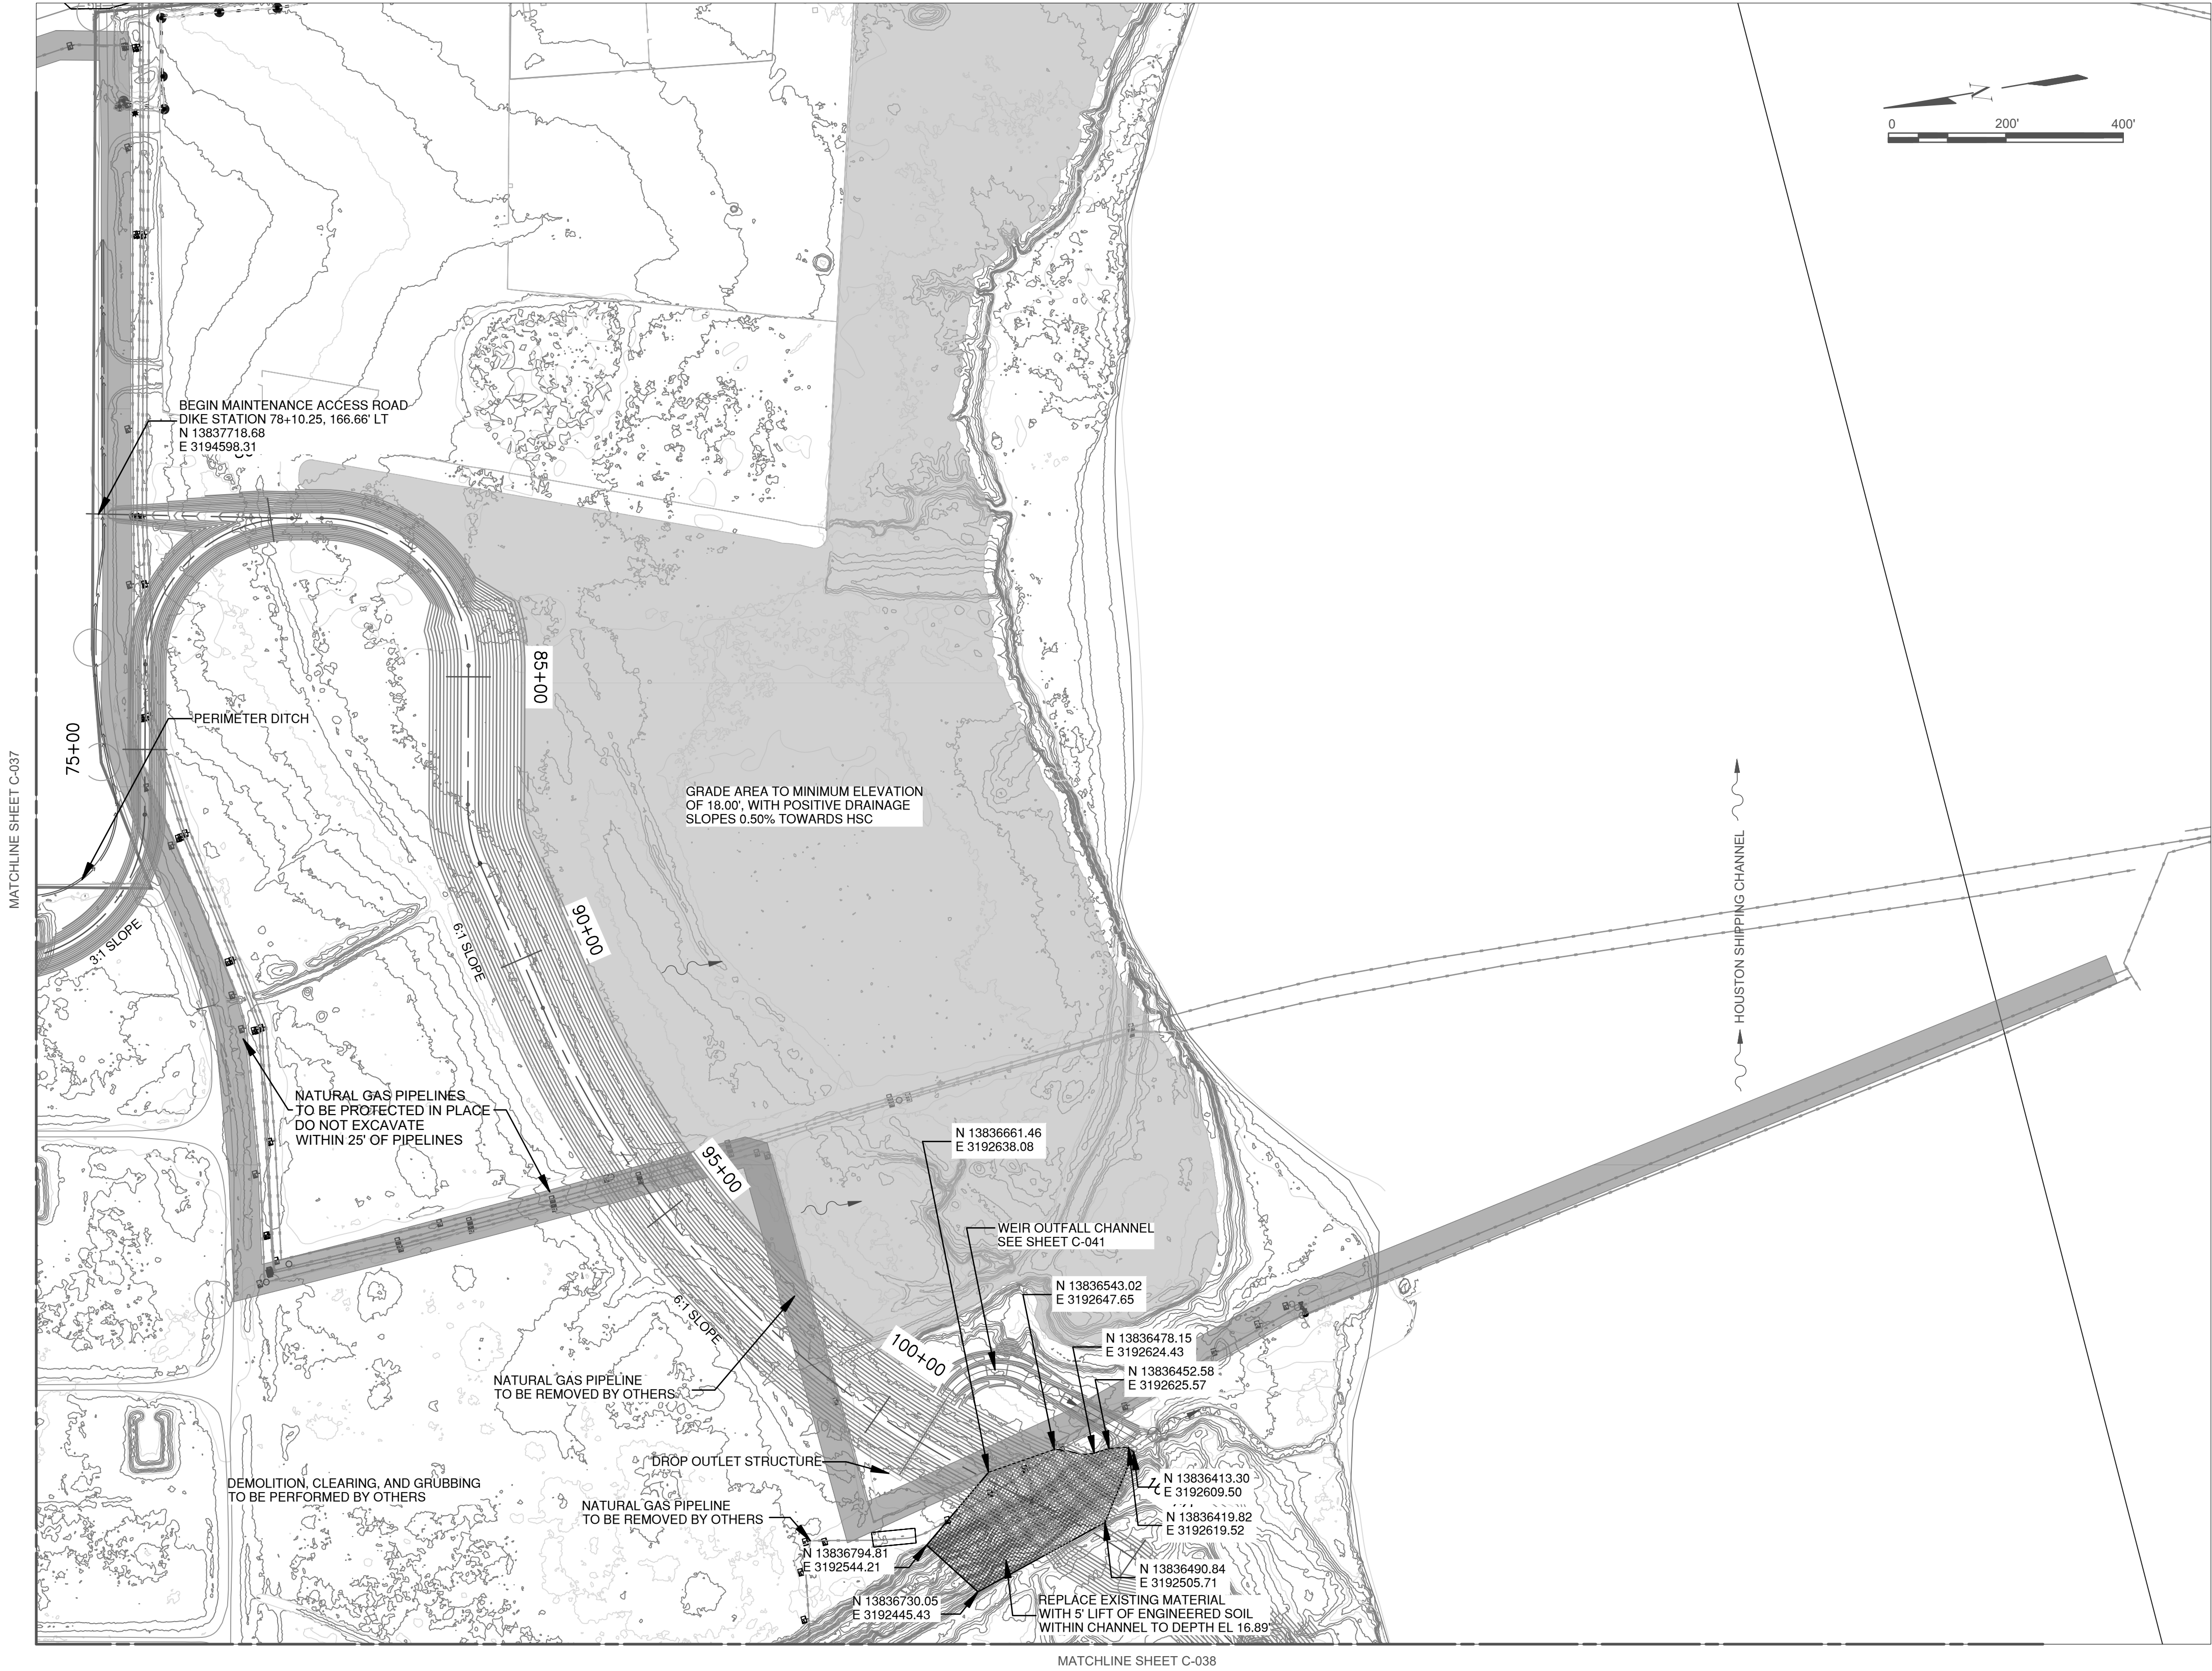 N
0 200' 400'
BEGIN MAINTENANCE ACCESS ROAD
DIKE STATION 78+10.25, 166.66' LT
N 13837718.68
E 3194598.31
85+00
75+00
PERIMETER DITCH
MATCHLINE SHEET C-037
GRADE AREA TO MINIMUM ELEVATION
OF 18.00', WITH POSITIVE DRAINAGE
SLOPES 0.50% TOWARDS HSC
HOUSTON SHIPPING CHANNEL
90+00
3:1 SLOPE
6:1 SLOPE
NATURAL GAS PIPELINES
TO BE PROTECTED IN PLACE
DO NOT EXCAVATE
WITHIN 25' OF PIPELINES
95+00
N 13836661.46
E 3192638.08
WEIR OUTFALL CHANNEL
SEE SHEET C-041
N 13836543.02
E 3192647.65
6:1 SLOPE
100+00
N 13836478.15
E 3192624.43
N 13836452.58
E 3192625.57
NATURAL GAS PIPELINE
TO BE REMOVED BY OTHERS
DROP OUTLET STRUCTURE
DEMOLITION, CLEARING, AND GRUBBING
TO BE PERFORMED BY OTHERS
N 13836413.30
E 3192609.50
NATURAL GAS PIPELINE
TO BE REMOVED BY OTHERS
N 13836419.82
E 3192619.52
N 13836794.81
E 3192544.21
N 13836490.84
E 3192505.71
N 13836730.05
E 3192445.43
REPLACE EXISTING MATERIAL
WITH 5' LIFT OF ENGINEERED SOIL
WITHIN CHANNEL TO DEPTH EL 16.89'
MATCHLINE SHEET C-038